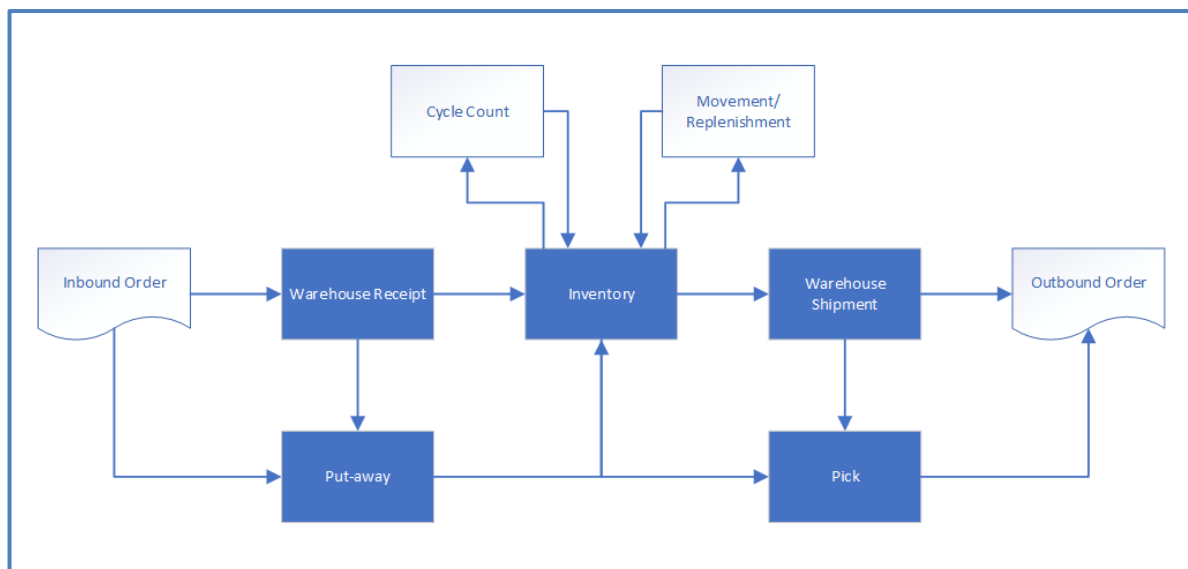 Cycle Count
Movement/
Replenishment
Inbound Order
Warehouse Receipt
Inventory
Warehouse
Shipment
Outbound Order
Put-away
Pick